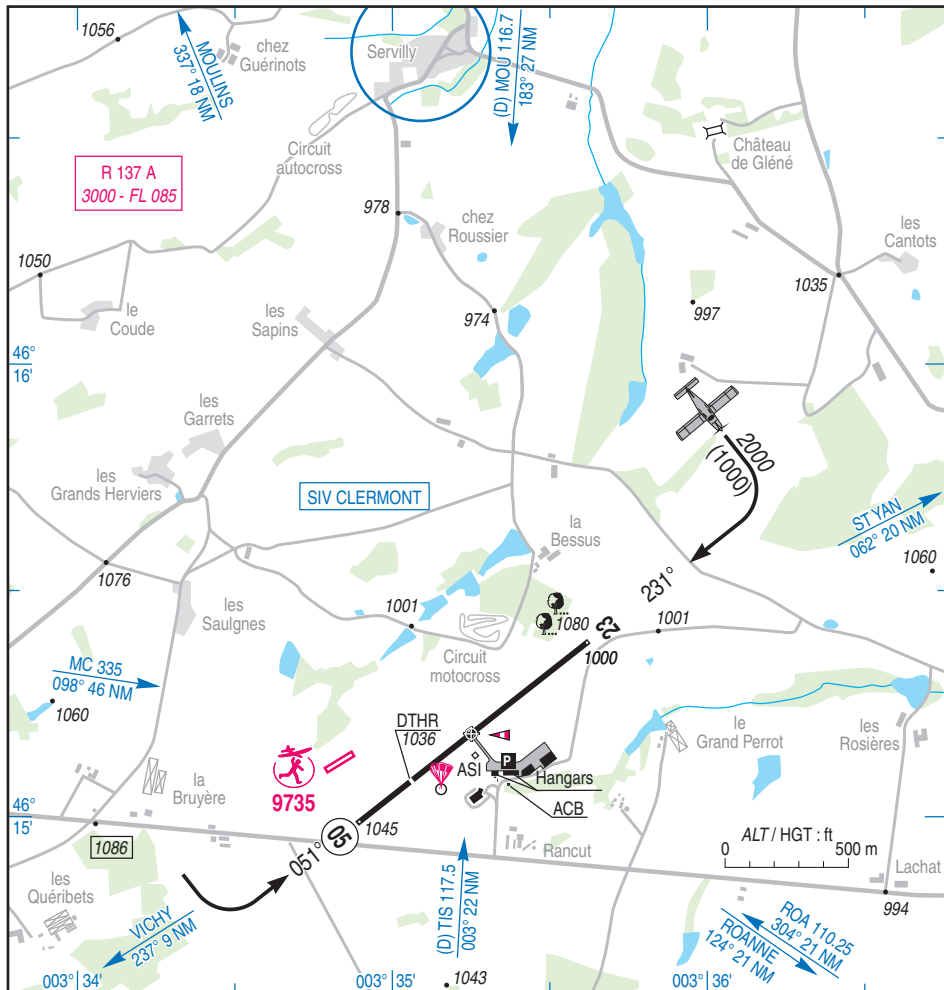 1056
MOULINS
337° 18 NM
chez
Guérinots
Servilly
(D) MOU 116.7
183° 27 NM
Circuit
autocross
Château
de Gléné
R 137 A
3000 - FL 085
978
chez
Roussier
les
Cantots
1050
1035
le
Coude
les
Sapins
974
997
46°
16'
les
Garrets
2000
(1000)
les
Grands Herviers
SIV CLERMONT
la
Bessus
ST YAN
062° 20 NM
1060
1076
231°
les
Saulgnes
1001
1080
23
1001
Circuit
motocross
1000
MC 335
098° 46 NM
1060
DTHR
1036
le
Grand Perrot
les
Rosières
ASI
P
Hangars
ACB
la
Bruyère
9735
46°
15'
1045
05
051°
1086
Rancut
ALT / HGT : ft
0
500 m
Lachat
les
Quéribets
VICHY
237° 9 NM
(D) TIS 117.5
003° 22 NM
ROA 110.25
304° 21 NM
ROANNE
124° 21 NM
994
003° 34'
003° 35'
1043
003° 36'